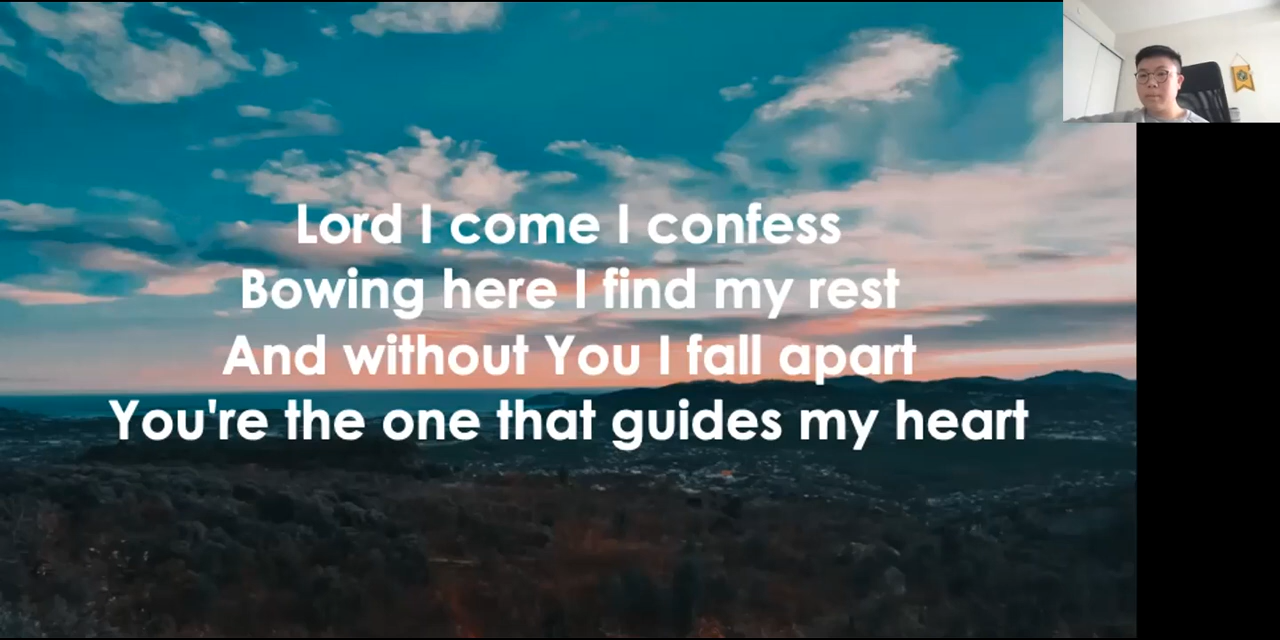 Lord I come I confess
Bowing here I find my rest
And without You I fall apart
You're the one that guides my heart